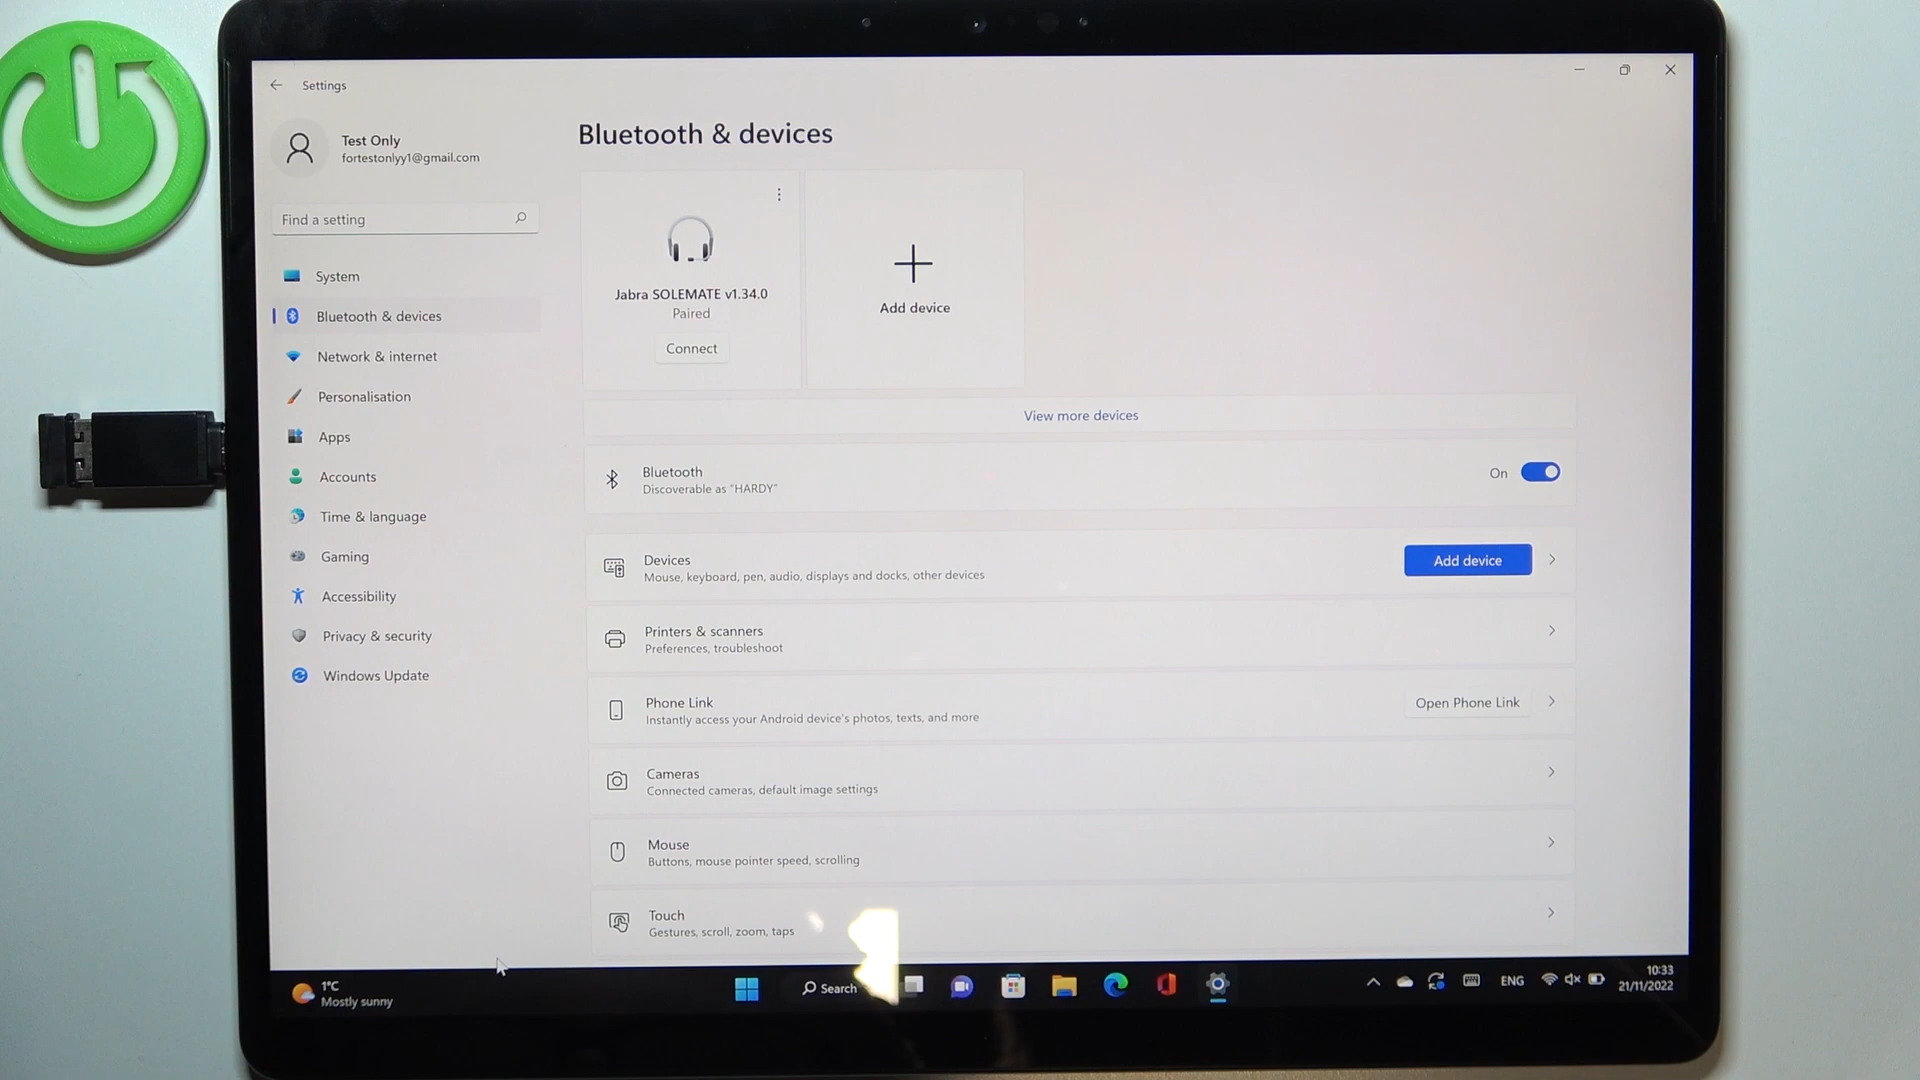 Settings
Test Only
fortestonlyy1@gmail.com
Find a setting
System
Bluetooth & devices
Network & internet
Personalisation
Apps
Accounts
Time & language
Gaming
Accessibility
Privacy & security
Windows Update
Bluetooth & devices
Jabra SOLEMATE v1.34.0
Paired
Connect
Add device
View more devices
Bluetooth
Discoverable as "HARDY"
On
Devices
Mouse, keyboard, pen, audio, displays and docks, other devices
Add device
Printers & scanners
Preferences, troubleshoot
Phone Link
Instantly access your Android device's photos, texts, and more
Open Phone Link
Cameras
Connected cameras, default image settings
Mouse
Buttons, mouse pointer speed, scrolling
Touch
Gestures, scroll, zoom, taps
1°C
Mostly sunny
Search
ENG
10:33
21/11/2022